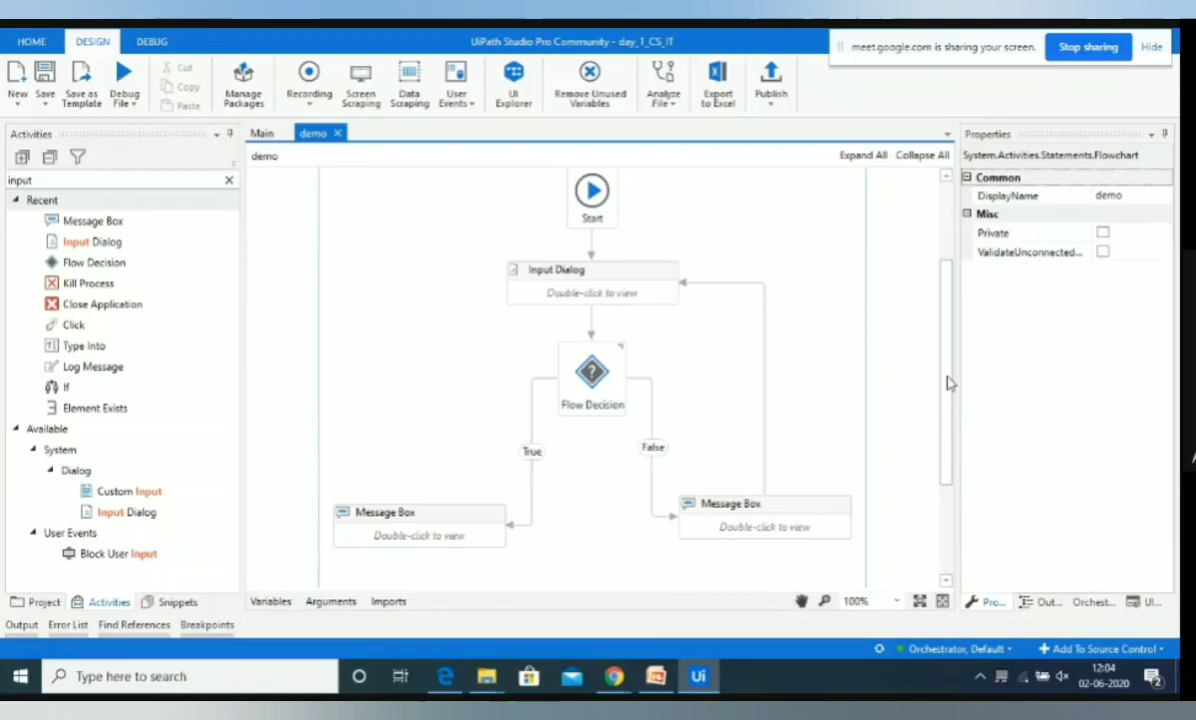 HOME DESIGN DEBUG
UiPath Studio Pro Community - day_1_CS_IT
meet.google.com is sharing your screen. Stop sharing Hide
New Save Save as Template Debug File Cut Copy Paste Manage Packages Recording Screen Scraping Data Scraping User Events UI Explorer Remove Unused Variables Analyze File Export to Excel Publish
Activities
input
Recent
Message Box
Input Dialog
Flow Decision
Kill Process
Close Application
Click
Type Into
Log Message
If
Element Exists
Available
System
Dialog
Custom Input
Input Dialog
User Events
Block User Input
Project Activities Snippets
Output Error List Find References Breakpoints
Main demo
demo Expand All Collapse All
Start
Input Dialog
Double-click to view
Flow Decision
True False
Message Box
Double-click to view
Message Box
Double-click to view
Variables Arguments Imports 100%
Properties
System.Activities.Statements.Flowchart
Common
DisplayName demo
Misc
Private
ValidateUnconnected...
Pro... Out... Orchest... UI...
Orchestrator, Default Add To Source Control
Type here to search
Ui
12:04
02-06-2020
2